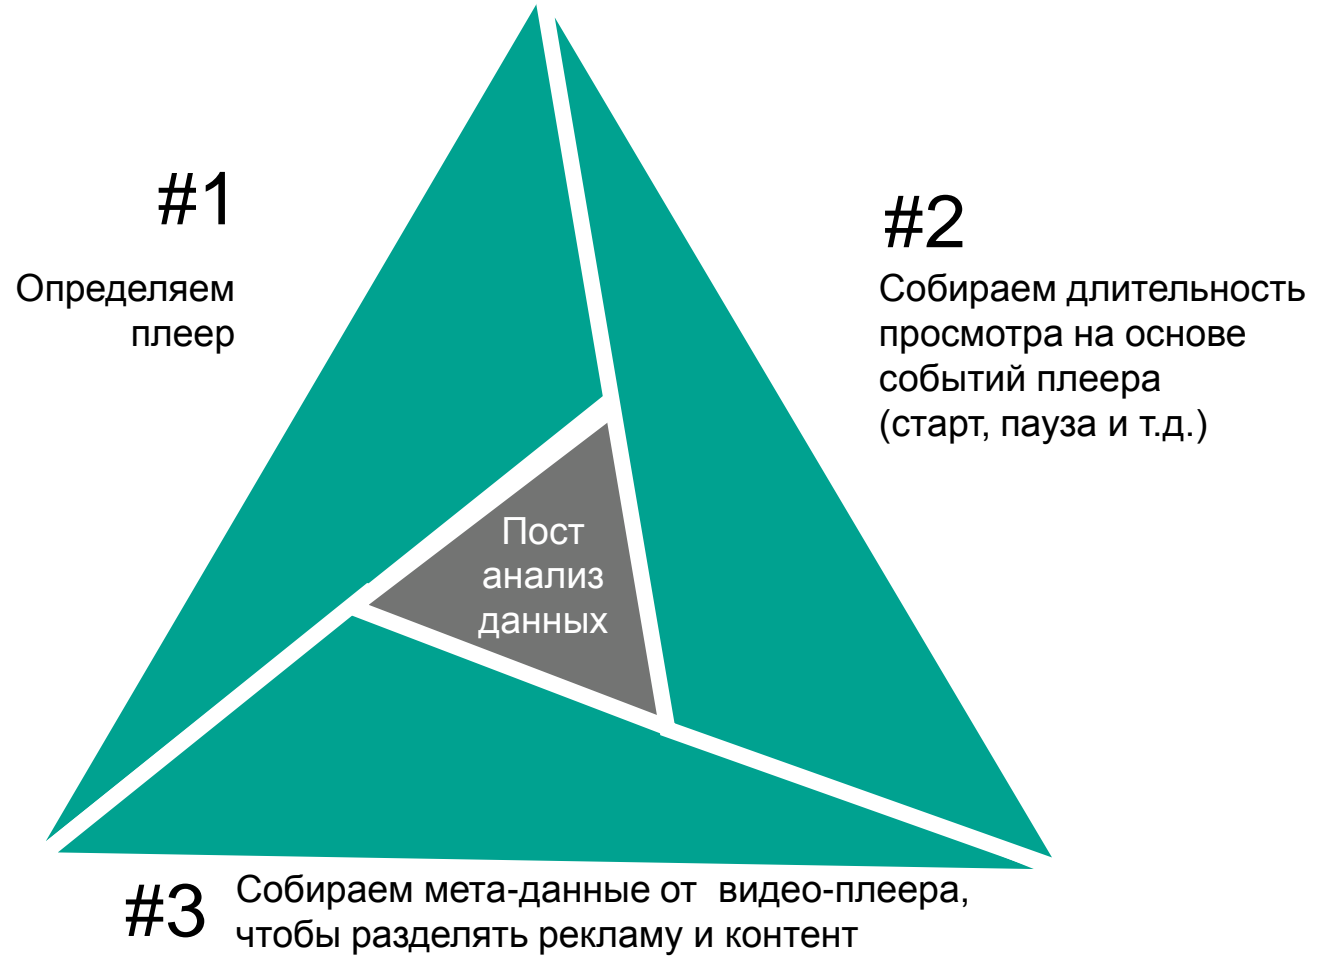 #1
Определяем
плеер
#2
Собираем длительность
просмотра на основе
событий плеера
(старт, пауза и т.д.)
Пост
анализ
данных
#3
Собираем мета-данные от  видео-плеера,
чтобы разделять рекламу и контент